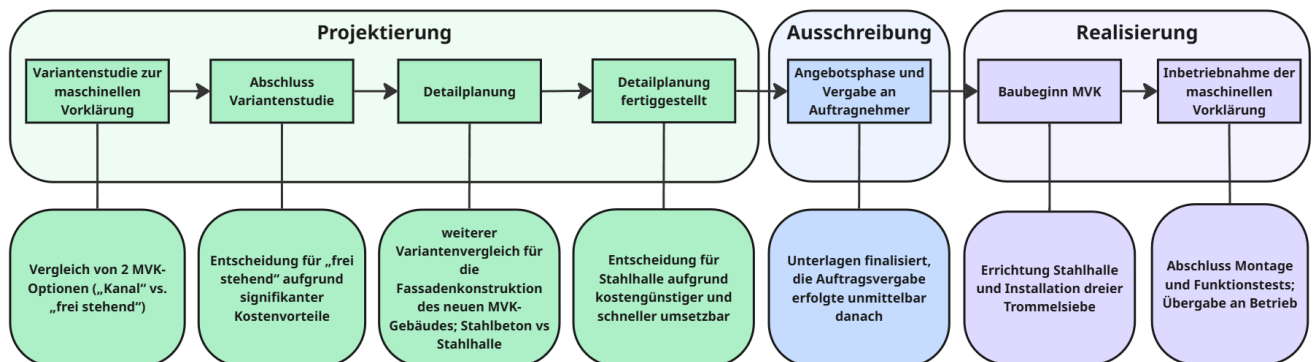 Projektierung
Ausschreibung
Realisierung
Variantenstudie zur
maschinellen
Vorklärung
Abschluss
Variantenstudie
Detailplanung
Detailplanung
fertiggestellt
Angebotsphase und
Vergabe an
Auftragnehmer
Baubeginn MVK
Inbetriebnahme der
maschinellen
Vorklärung
Vergleich von 2 MVK-
Optionen („Kanal“ vs.
„frei stehend“)
Entscheidung für „frei
stehend“ aufgrund
signifikanter
Kostenvorteile
weiterer
Variantenvergleich für
die
Fassadenkonstruktion
des neuen MVK-
Gebäudes; Stahlbeton vs
Stahlhalle
Entscheidung für
Stahlhalle aufgrund
kostengünstiger und
schneller umsetzbar
Unterlagen finalisiert,
die Auftragsvergabe
erfolgte unmittelbar
danach
Errichtung Stahlhalle
und Installation dreier
Trommelsiebe
Abschluss Montage
und Funktionstests;
Übergabe an Betrieb